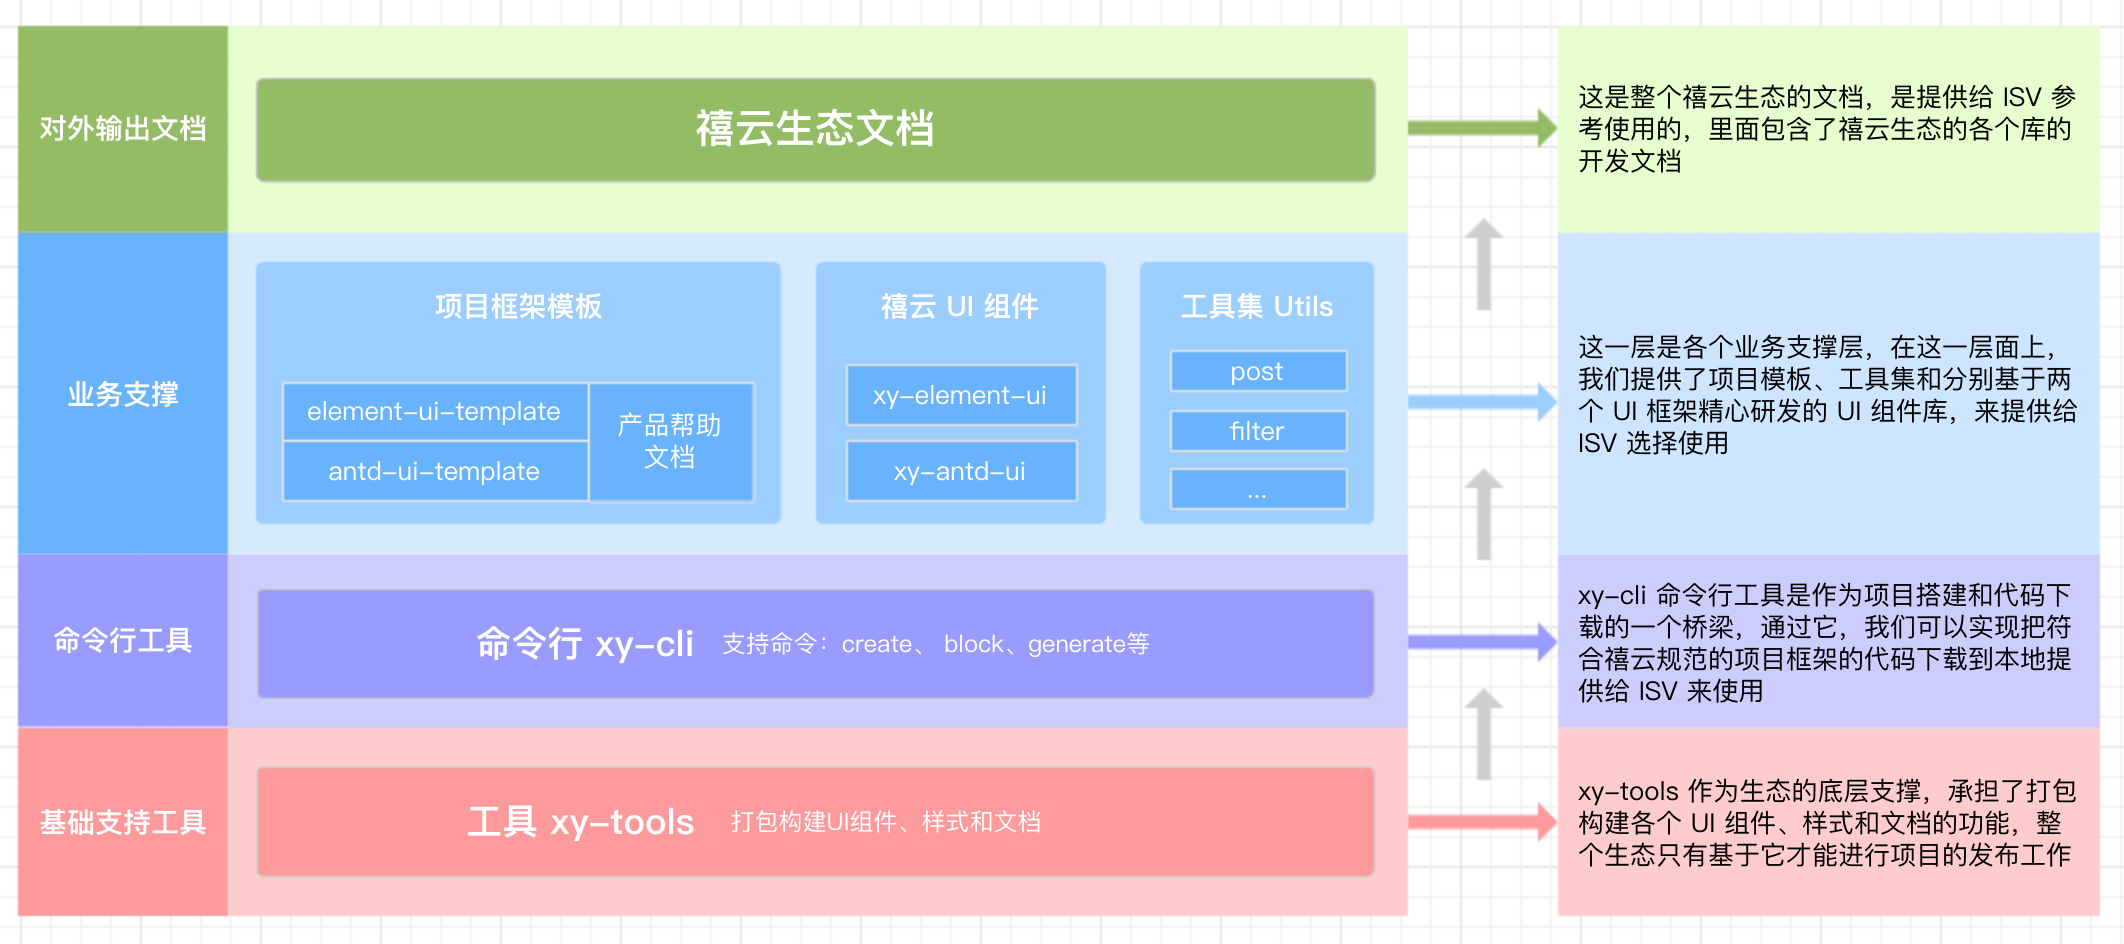 对外输出文档
禧云生态文档
这是整个禧云生态的文档，是提供给 ISV 参
考使用的，里面包含了禧云生态的各个库的
开发文档
业务支撑
项目框架模板
element-ui-template
antd-ui-template
产品帮助
文档
禧云 UI 组件
xy-element-ui
xy-antd-ui
工具集 Utils
post
filter
...
这一层是各个业务支撑层，在这一层面上，
我们提供了项目模板、工具集和分别基于两
个 UI 框架精心研发的 UI 组件库，来提供给
ISV 选择使用
命令行工具
命令行 xy-cli 支持命令：create、 block、generate等
xy-cli 命令行工具是作为项目搭建和代码下
载的一个桥梁，通过它，我们可以实现把符
合禧云规范的项目框架的代码下载到本地提
供给 ISV 来使用
基础支持工具
工具 xy-tools 打包构建UI组件、样式和文档
xy-tools 作为生态的底层支撑，承担了打包
构建各个 UI 组件、样式和文档的功能，整
个生态只有基于它才能进行项目的发布工作